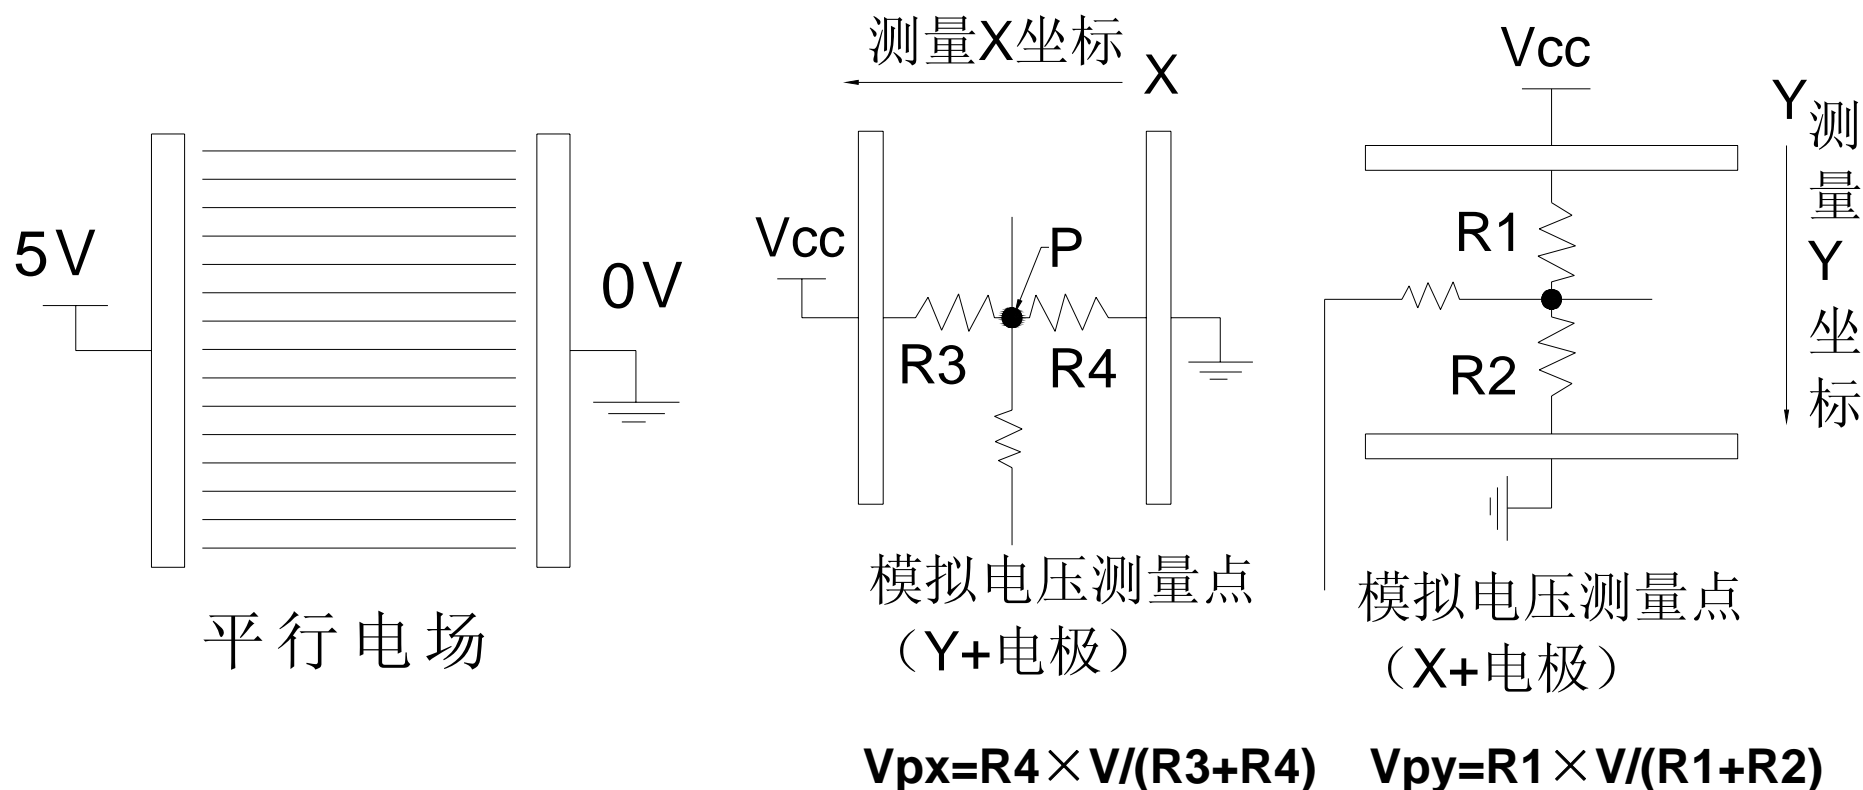 5V
0V
平行电场
测量X坐标
X
Vcc
P
R3
R4
模拟电压测量点
（Y+电极）
Vpx=R4×V/(R3+R4)
Vcc
Y
测量Y坐标
R1
R2
模拟电压测量点
（X+电极）
Vpy=R1×V/(R1+R2)